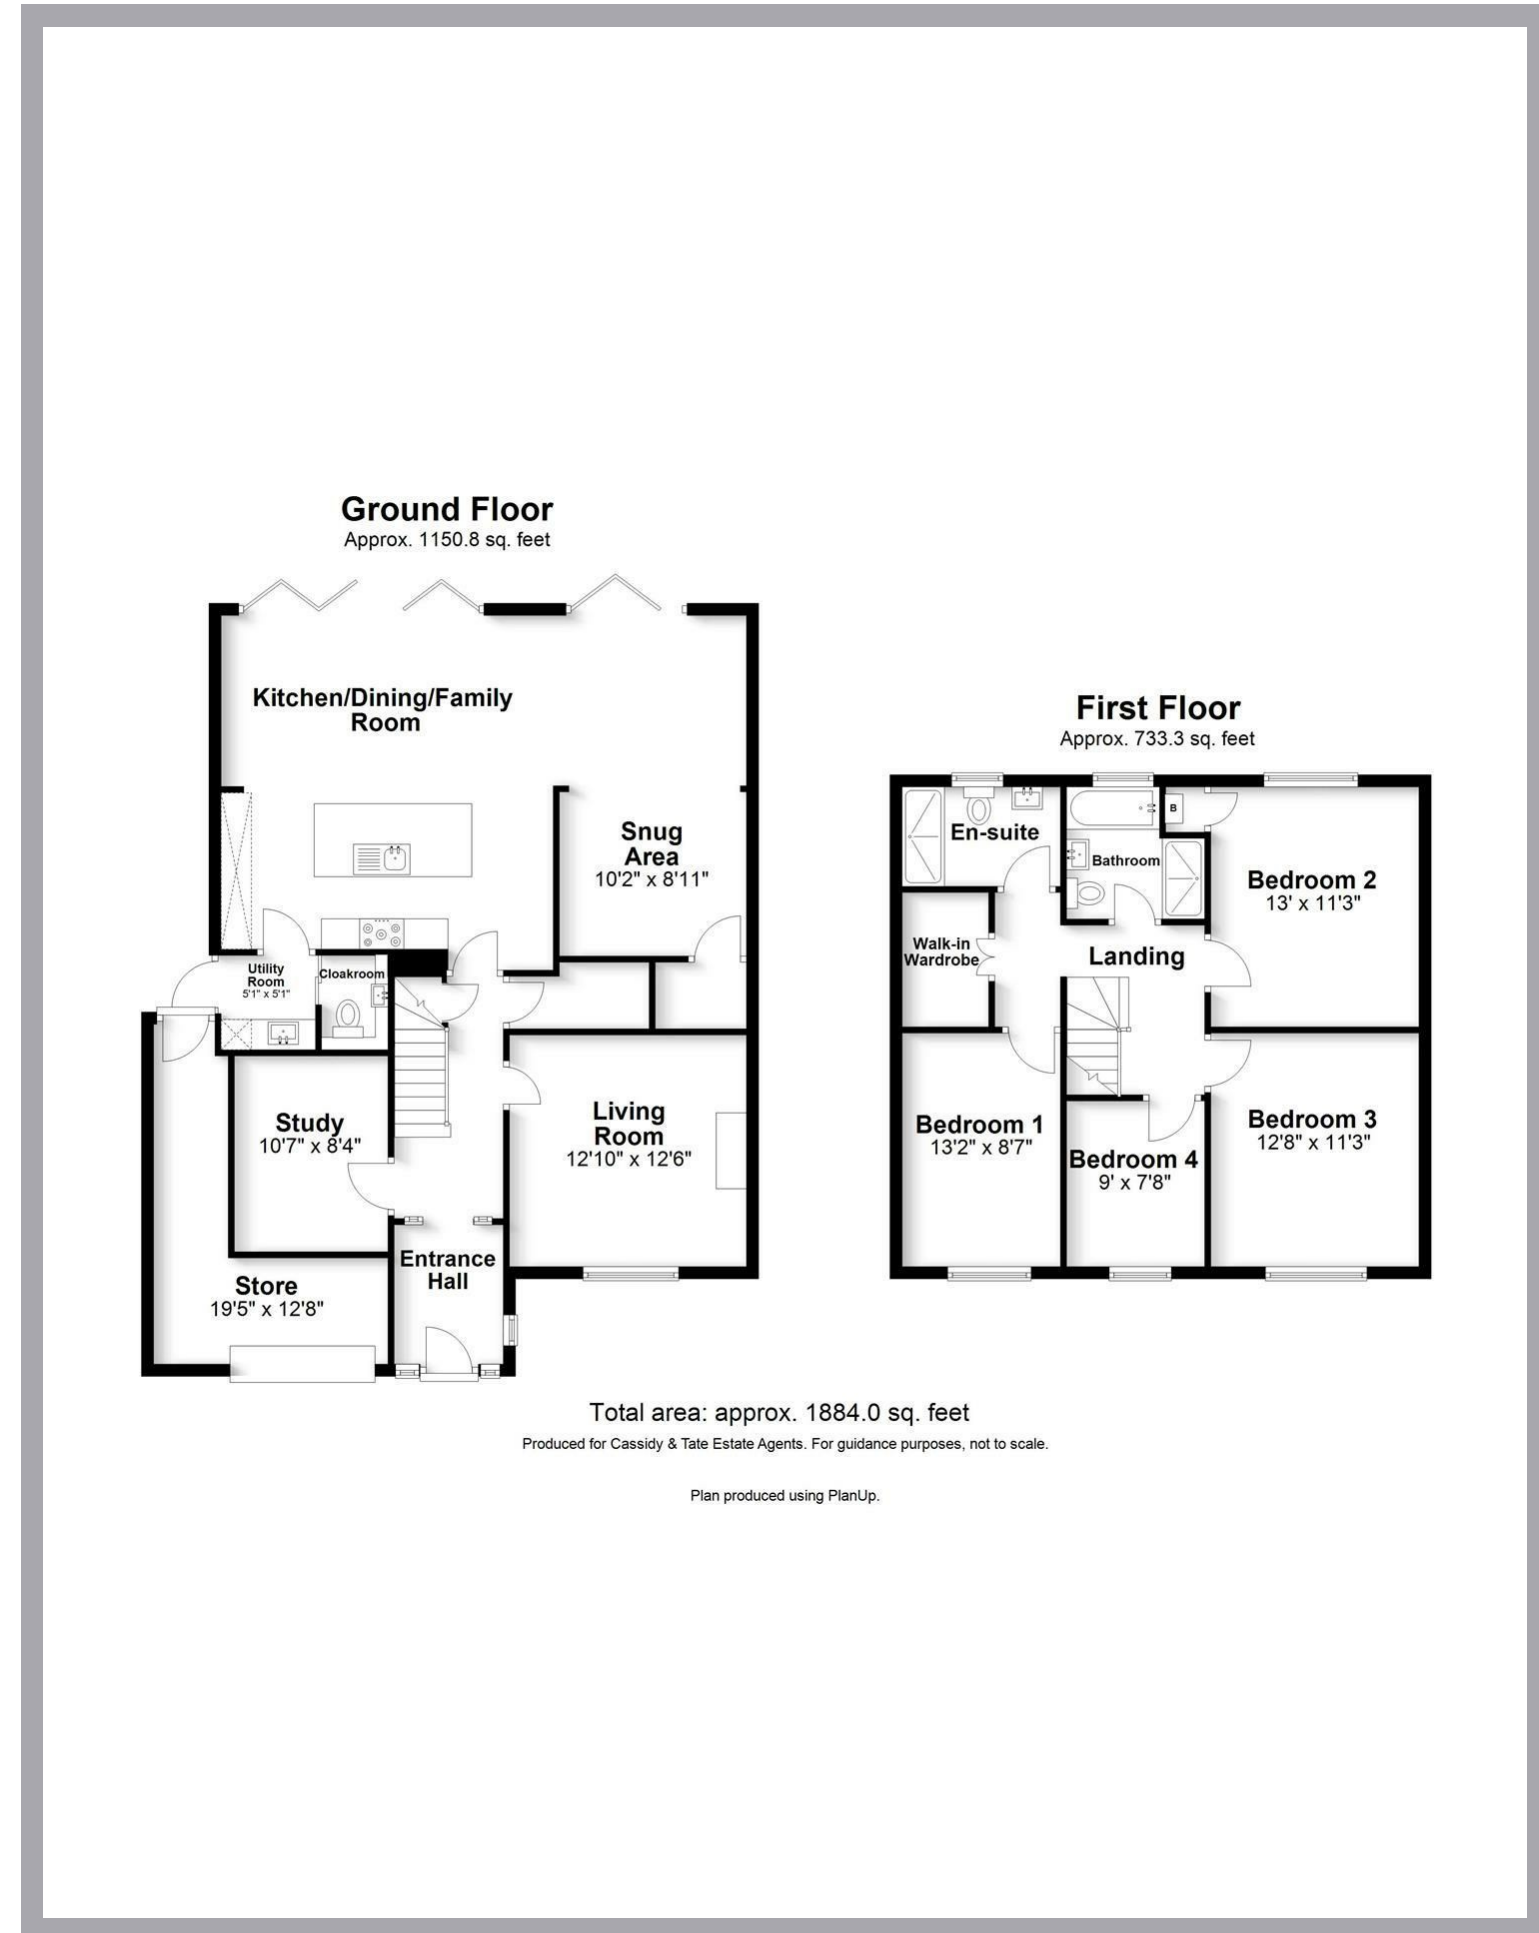 Ground Floor
Approx. 1150.8 sq. feet
Kitchen/Dining/Family
Room
Snug
Area
10'2" x 8'11"
Utility
Room
5'1" x 5'1"
Cloakroom
Study
10'7" x 8'4"
Living
Room
12'10" x 12'6"
Entrance
Hall
Store
19'5" x 12'8"
First Floor
Approx. 733.3 sq. feet
En-suite
B
Bathroom
Bedroom 2
13' x 11'3"
Walk-in
Wardrobe
Landing
Bedroom 1
13'2" x 8'7"
Bedroom 4
9' x 7'8"
Bedroom 3
12'8" x 11'3"
Total area: approx. 1884.0 sq. feet
Produced for Cassidy & Tate Estate Agents. For guidance purposes, not to scale.
Plan produced using PlanUp.